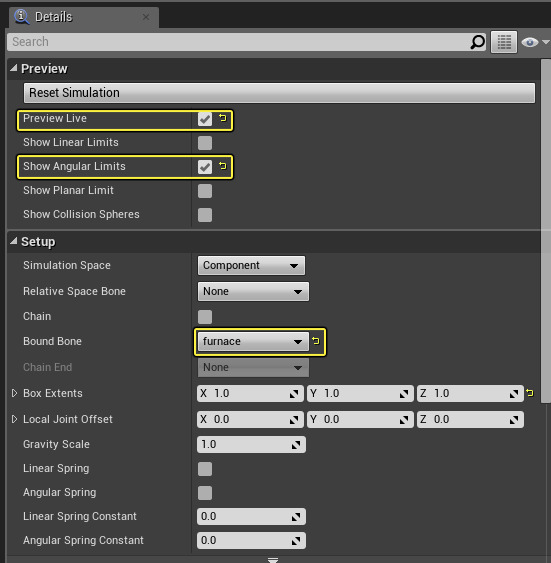 Details
Search
Preview
Reset Simulation
Preview Live
Show Linear Limits
Show Angular Limits
Show Planar Limit
Show Collision Spheres
Setup
Simulation Space Component
Relative Space Bone None
Chain
Bound Bone furnace
Chain End None
Box Extents X 1.0 Y 1.0 Z 1.0
Local Joint Offset X 0.0 Y 0.0 Z 0.0
Gravity Scale 1.0
Linear Spring
Angular Spring
Linear Spring Constant 0.0
Angular Spring Constant 0.0